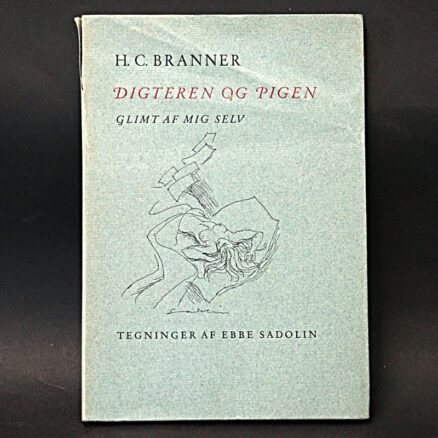 H. C. BRANNER
DIGTEREN OG PIGEN
GLIMT AF MIG SELV
TEGNINGER AF EBBE SADOLIN